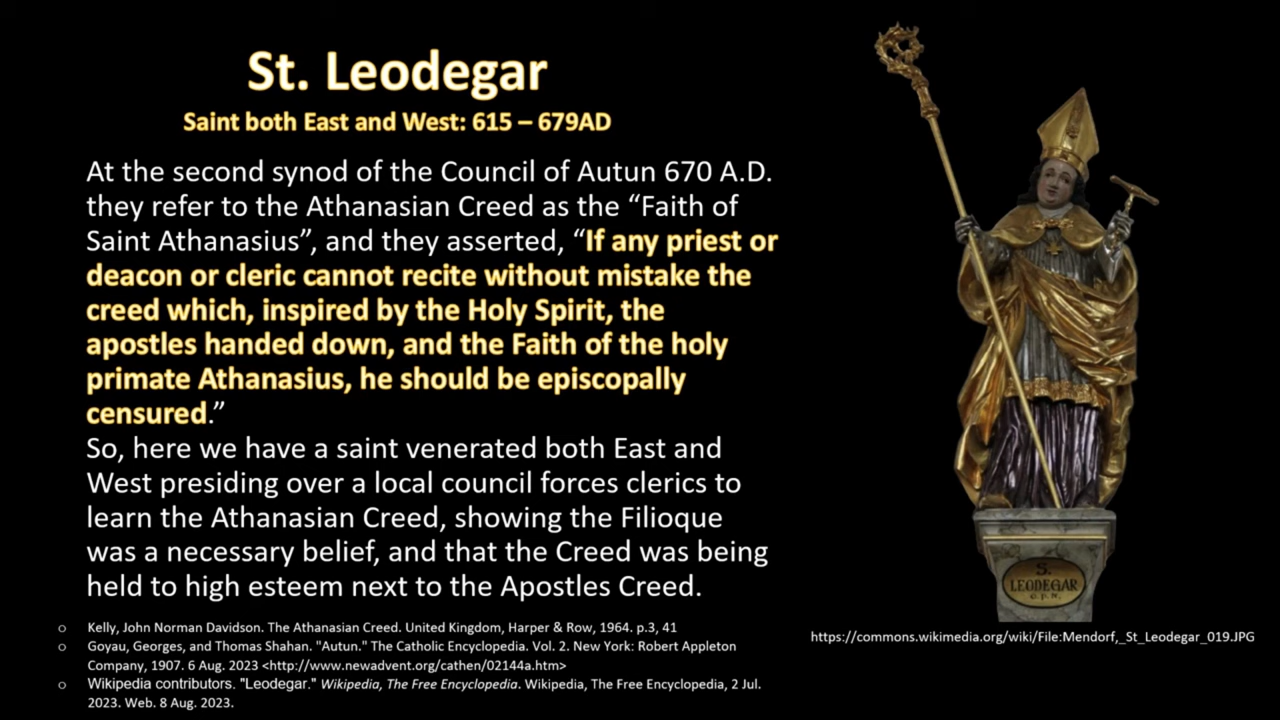 St. Leodegar
Saint both East and West: 615 – 679AD
At the second synod of the Council of Autun 670 A.D.
they refer to the Athanasian Creed as the “Faith of
Saint Athanasius”, and they asserted, “If any priest or
deacon or cleric cannot recite without mistake the
creed which, inspired by the Holy Spirit, the
apostles handed down, and the Faith of the holy
primate Athanasius, he should be episcopally
censured.”
So, here we have a saint venerated both East and
West presiding over a local council forces clerics to
learn the Athanasian Creed, showing the Filioque
was a necessary belief, and that the Creed was being
held to high esteem next to the Apostles Creed.
○ Kelly, John Norman Davidson. The Athanasian Creed. United Kingdom, Harper & Row, 1964. p.3, 41
○ Goyau, Georges, and Thomas Shahan. "Autun." The Catholic Encyclopedia. Vol. 2. New York: Robert Appleton
Company, 1907. 6 Aug. 2023 <http://www.newadvent.org/cathen/02144a.htm>
○ Wikipedia contributors. "Leodegar." Wikipedia, The Free Encyclopedia. Wikipedia, The Free Encyclopedia, 2 Jul.
2023. Web. 8 Aug. 2023.
S.
LEODEGAR
o. p. n.
https://commons.wikimedia.org/wiki/File:Mendorf,_St_Leodegar_019.JPG